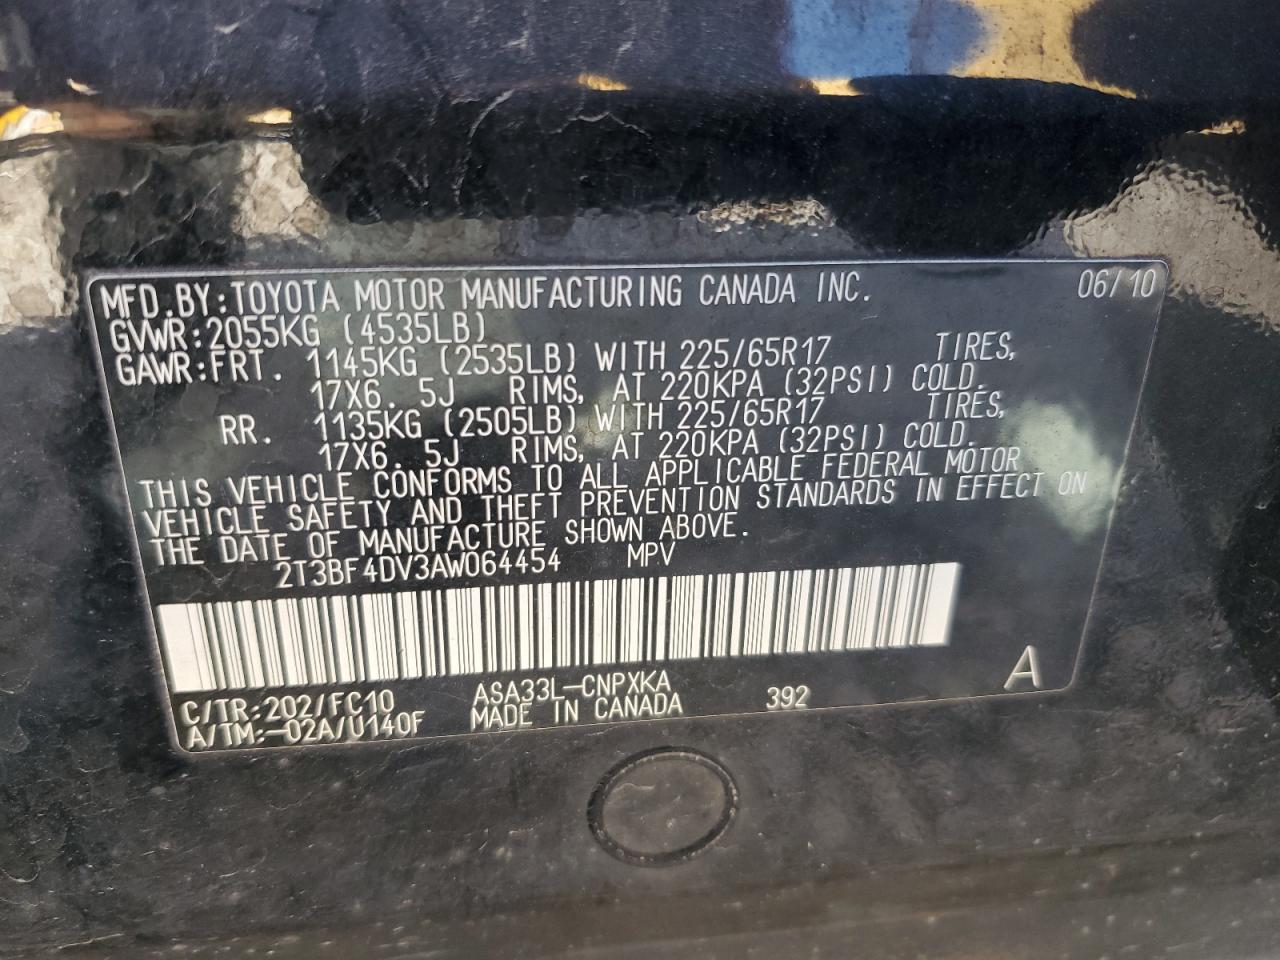 MFD.BY:TOYOTA MOTOR MANUFACTURING CANADA INC. 06/10
GVWR:2055KG (4535LB)
GAWR:FRT. 1145KG (2535LB) WITH 225/65R17 TIRES,
17X6.5J RIMS, AT 220KPA (32PSI) COLD.
RR. 1135KG (2505LB) WITH 225/65R17 TIRES,
17X6.5J RIMS, AT 220KPA (32PSI) COLD.
THIS VEHICLE CONFORMS TO ALL APPLICABLE FEDERAL MOTOR
VEHICLE SAFETY AND THEFT PREVENTION STANDARDS IN EFFECT ON
THE DATE OF MANUFACTURE SHOWN ABOVE.
2T3BF4DV3AW064454 MPV
C/TR:202/FC10 ASA33L-CNPXKA 392 A
A/TM:-02A/U140F MADE IN CANADA